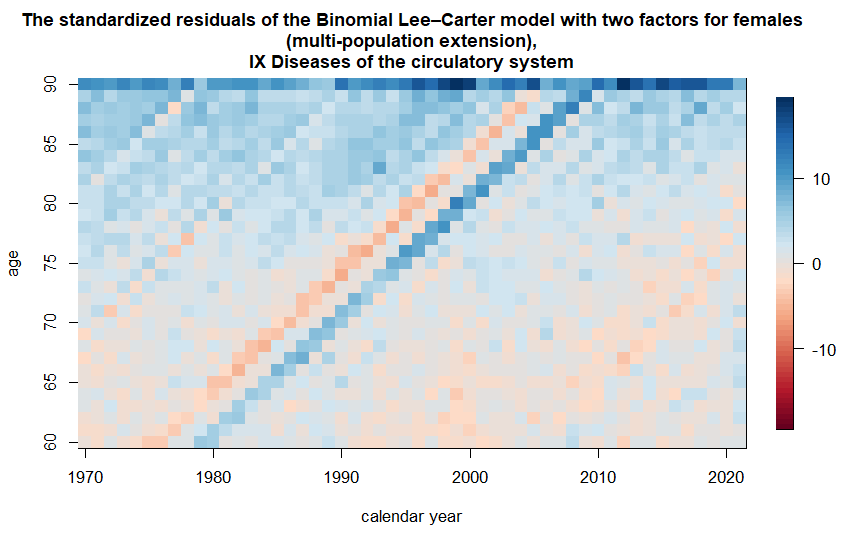 The standardized residuals of the Binomial Lee–Carter model with two factors for females
(multi-population extension),
IX Diseases of the circulatory system
90
85
80
75
70
65
60
age
1970 1980 1990 2000 2010 2020
calendar year
10
0
-10